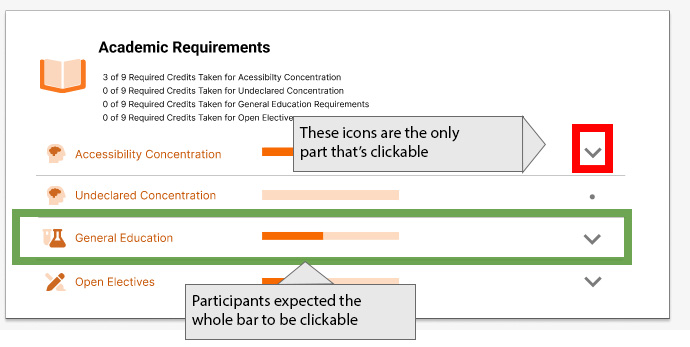 Academic Requirements
3 of 9 Required Credits Taken for Acessibilty Concentration
0 of 9 Required Credits Taken for Undeclared Concentration
0 of 9 Required Credits Taken for General Education Requirements
0 of 9 Required Credits Taken for Open Elective
These icons are the only
part that's clickable
Accessibility Concentration
Undeclared Concentration
General Education
Open Electives
Participants expected the
whole bar to be clickable